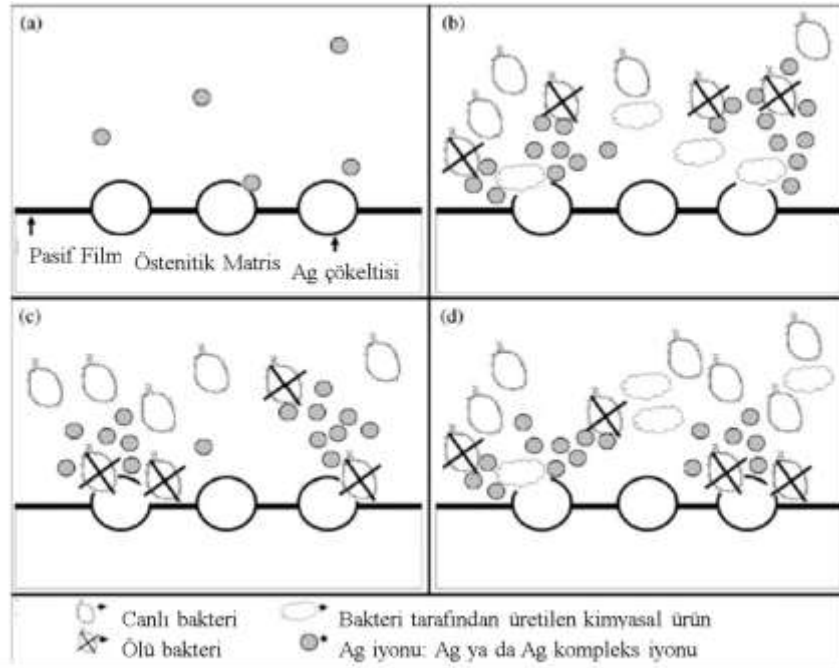 (a)
(b)
Pasif Film Östenitik Matris Ag çökeltisi
(c)
(d)
Canlı bakteri
Bakteri tarafından üretilen kimyasal ürün
Ölü bakteri
Ag iyonu: Ag ya da Ag kompleks iyonu